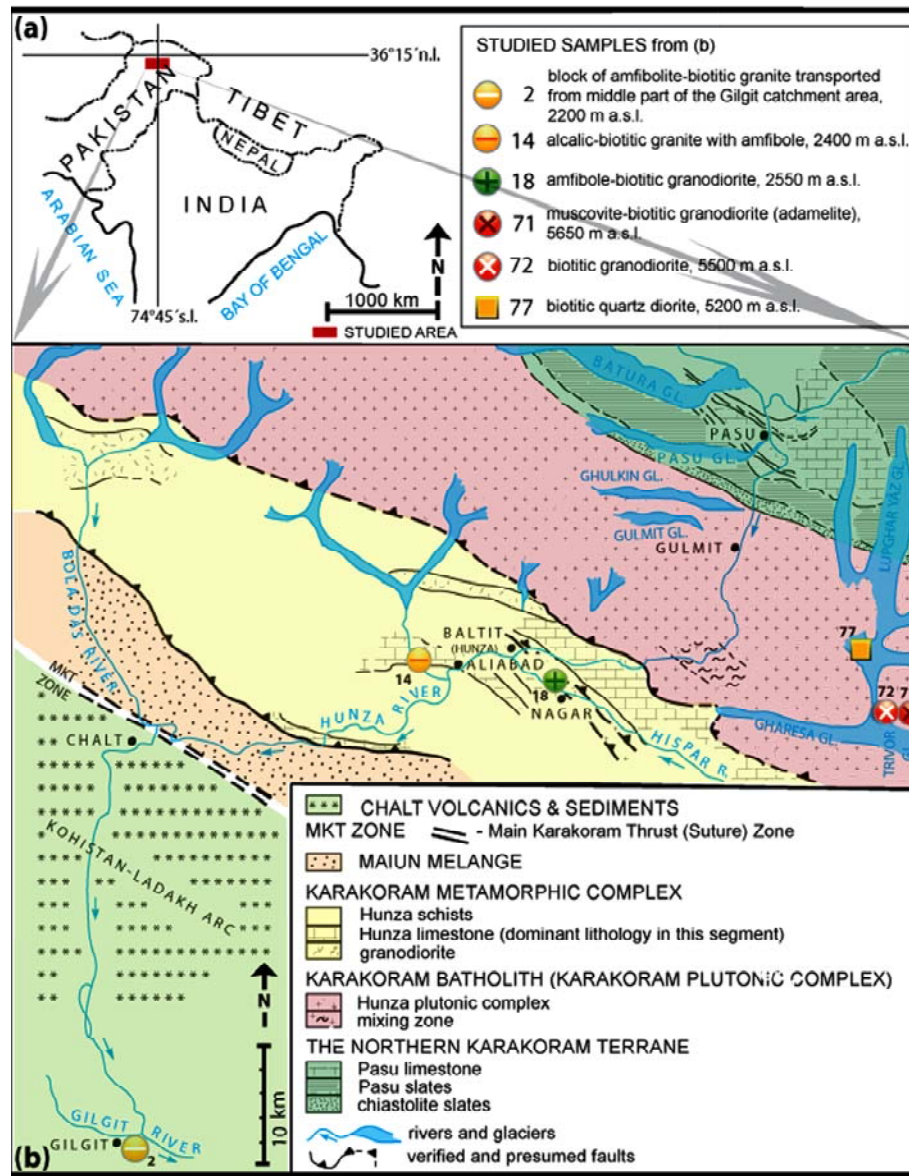 (a)
36°15´n.l.
PAKISTAN
TIBET
NEPAL
INDIA
ARABIAN SEA
BAY OF BENGAL
N
1000 km
74°45´s.l.
STUDIED AREA
STUDIED SAMPLES from (b)
2 block of amfibolite-biotitic granite transported
from middle part of the Gilgit catchment area,
2200 m a.s.l.
14 alcalic-biotitic granite with amfibole, 2400 m a.s.l.
18 amfibole-biotitic granodiorite, 2550 m a.s.l.
71 muscovite-biotitic granodiorite (adamelite),
5650 m a.s.l.
72 biotitic granodiorite, 5500 m a.s.l.
77 biotitic quartz diorite, 5200 m a.s.l.
BATURA GL.
PASU
PASU GL.
GHULKIN GL.
GULMIT GL.
GULMIT
LUPGHAR YAZ GL.
BOLA DAS RIVER
BALTIT
(HUNZA)
ALIABAD
14
18
NAGAR
77
72
7
HUNZA RIVER
HISPAR R.
GHARESA GL.
TRIVOR
GL
MKT
ZONE
CHALT
KOHISTAN-LADAKH ARC
N
10 km
GILGIT RIVER
GILGIT
2
(b)
CHALT VOLCANICS & SEDIMENTS
MKT ZONE - Main Karakoram Thrust (Suture) Zone
MAIUN MELANGE
KARAKORAM METAMORPHIC COMPLEX
Hunza schists
Hunza limestone (dominant lithology in this segment)
granodiorite
KARAKORAM BATHOLITH (KARAKORAM PLUTONIC COMPLEX)
Hunza plutonic complex
mixing zone
THE NORTHERN KARAKORAM TERRANE
Pasu limestone
Pasu slates
chiastolite slates
rivers and glaciers
verified and presumed faults